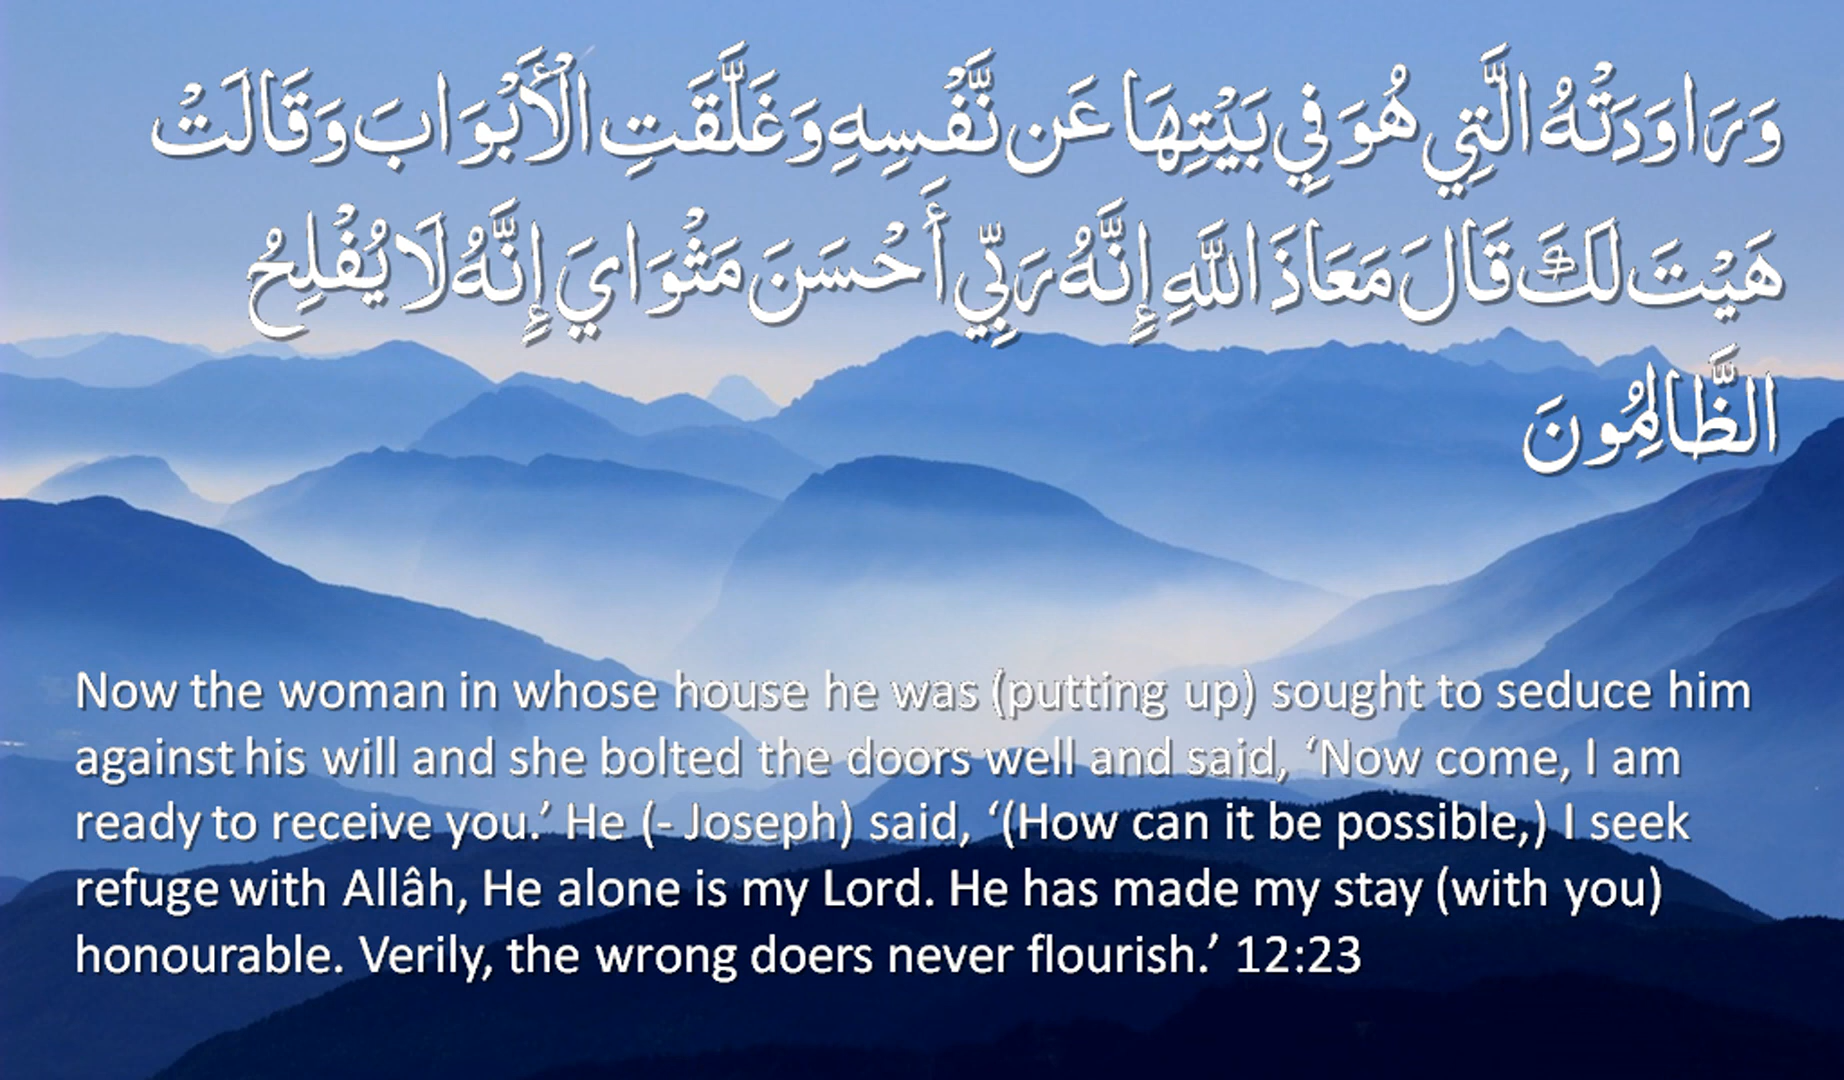 وَرَاوَدَتْهُ الَّتِي هُوَ فِي بَيْتِهَا عَن نَّفْسِهِ وَغَلَّقَتِ الْأَبْوَابَ وَقَالَتْ
هَيْتَ لَكَ قَالَ مَعَاذَ اللَّهِ إِنَّهُ رَبِّي أَحْسَنَ مَثْوَايَ إِنَّهُ لَا يُفْلِحُ
الظَّالِمُونَ
Now the woman in whose house he was (putting up) sought to seduce him
against his will and she bolted the doors well and said, ‘Now come, I am
ready to receive you.’ He (- Joseph) said, ‘(How can it be possible,) I seek
refuge with Allâh, He alone is my Lord. He has made my stay (with you)
honourable. Verily, the wrong doers never flourish.’ 12:23